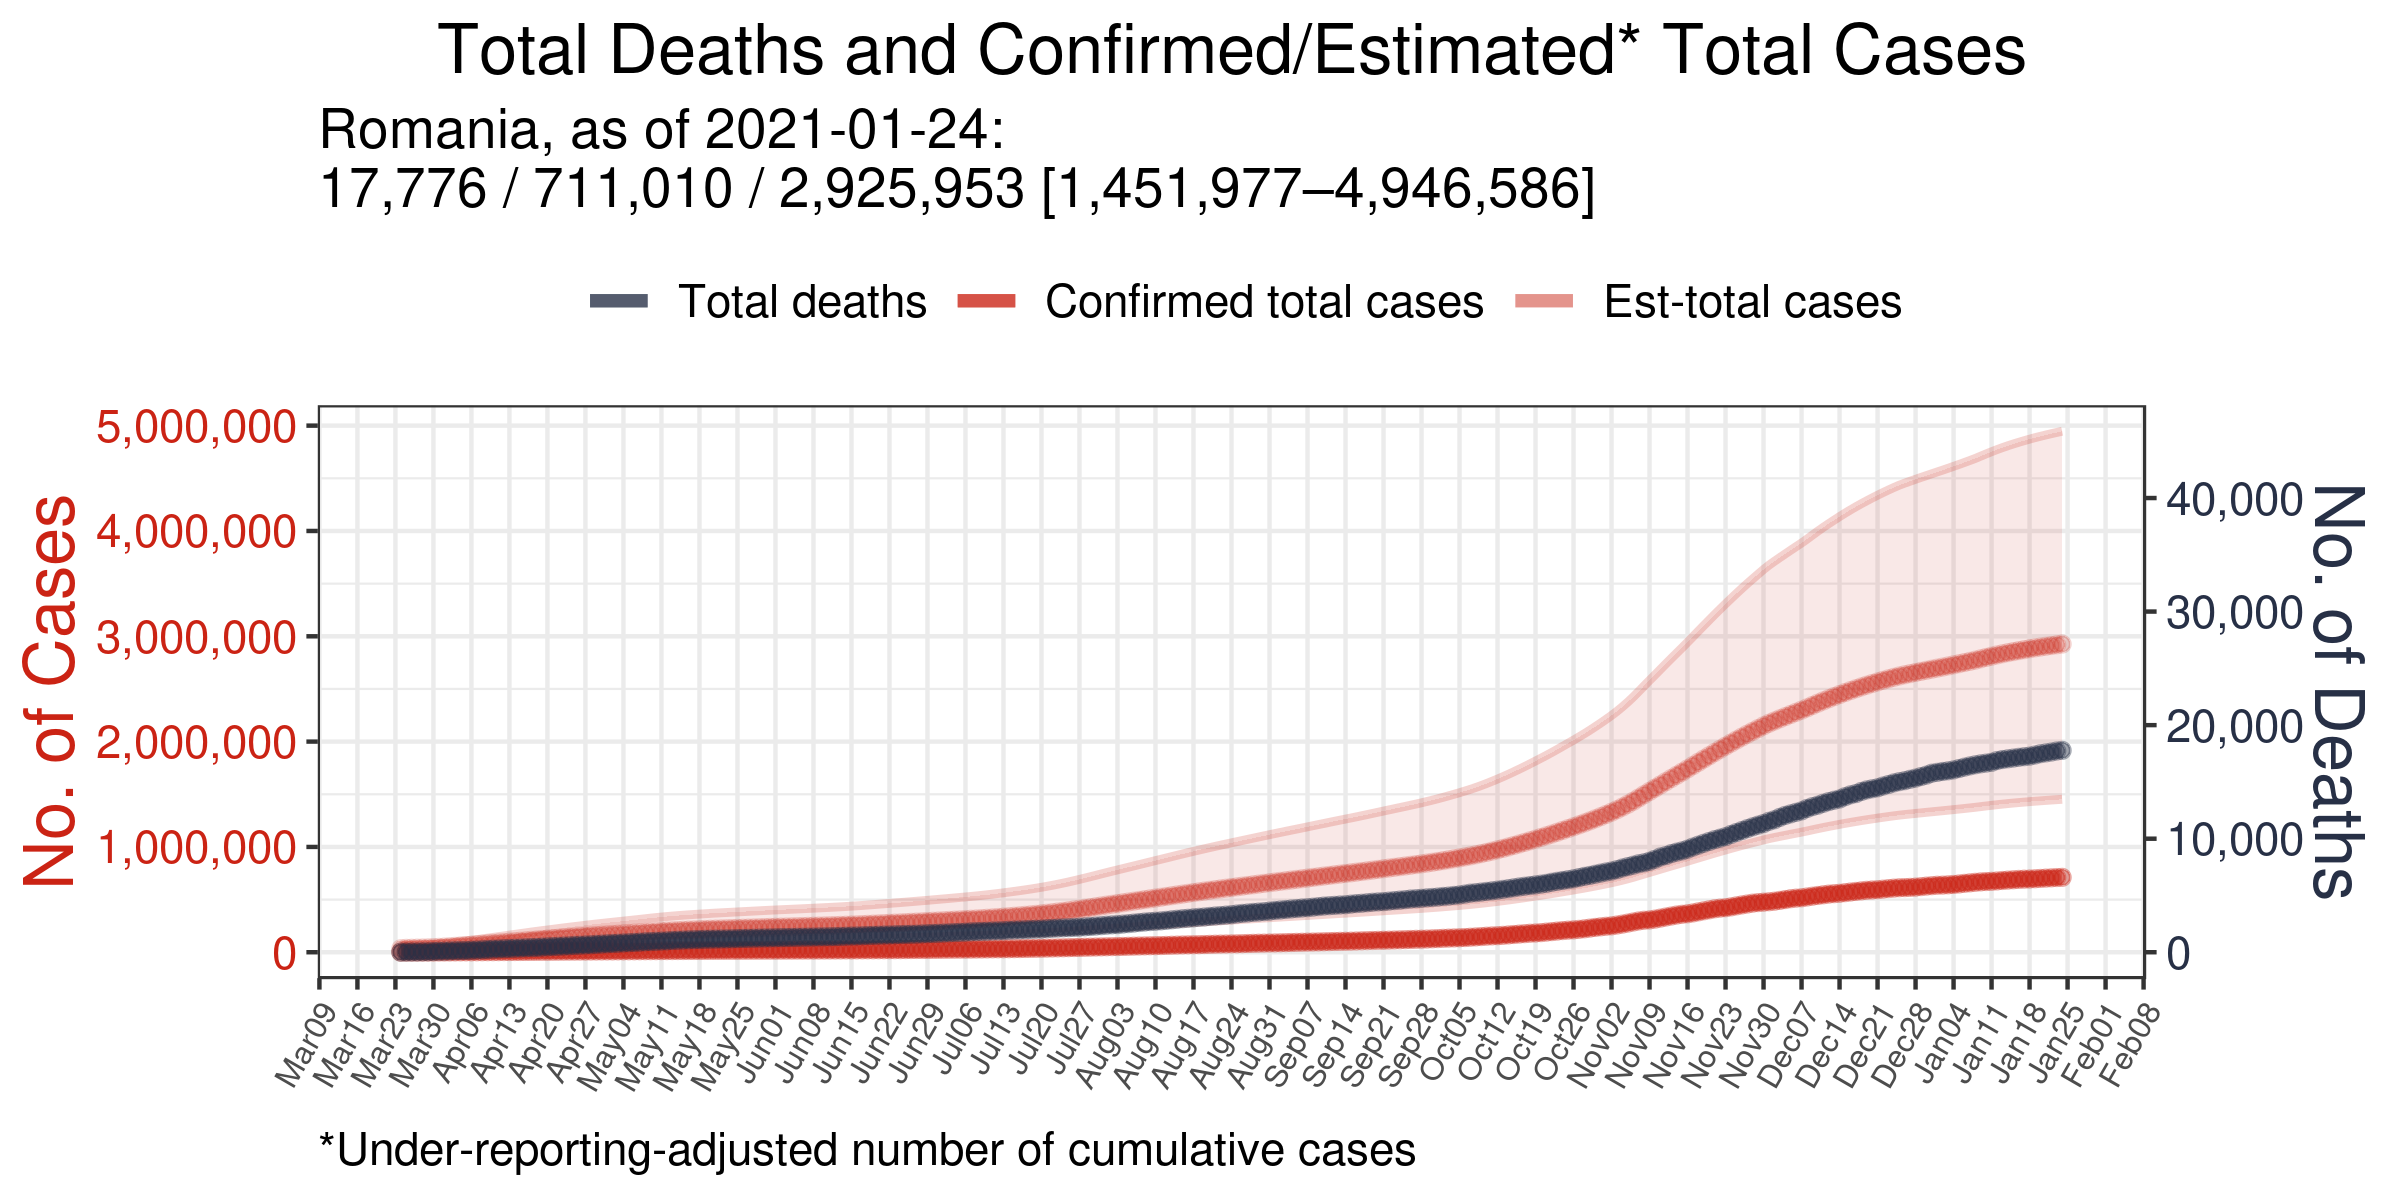 Total Deaths and Confirmed/Estimated* Total Cases
Romania, as of 2021-01-24:
17,776 / 711,010 / 2,925,953 [1,451,977–4,946,586]
Total deaths
Confirmed total cases
Est-total cases
No. of Cases
5,000,000
4,000,000
3,000,000
2,000,000
1,000,000
0
40,000
30,000
20,000
10,000
0
No. of Deaths
Mar09
Mar16
Mar23
Mar30
Apr06
Apr13
Apr20
Apr27
May04
May11
May18
May25
Jun01
Jun08
Jun15
Jun22
Jun29
Jul06
Jul13
Jul20
Jul27
Aug03
Aug10
Aug17
Aug24
Aug31
Sep07
Sep14
Sep21
Sep28
Oct05
Oct12
Oct19
Oct26
Nov02
Nov09
Nov16
Nov23
Nov30
Dec07
Dec14
Dec21
Dec28
Jan04
Jan11
Jan18
Jan25
Feb01
Feb08
*Under-reporting-adjusted number of cumulative cases